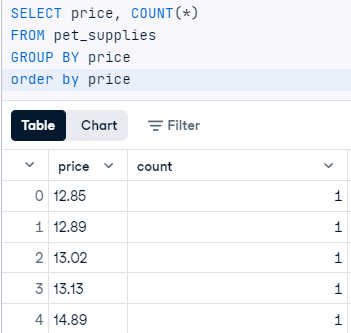 SELECT price, COUNT(*)
FROM pet_supplies
GROUP BY price
order by price
Table Chart Filter
price count
0 12.85 1
1 12.89 1
2 13.02 1
3 13.13 1
4 14.89 1